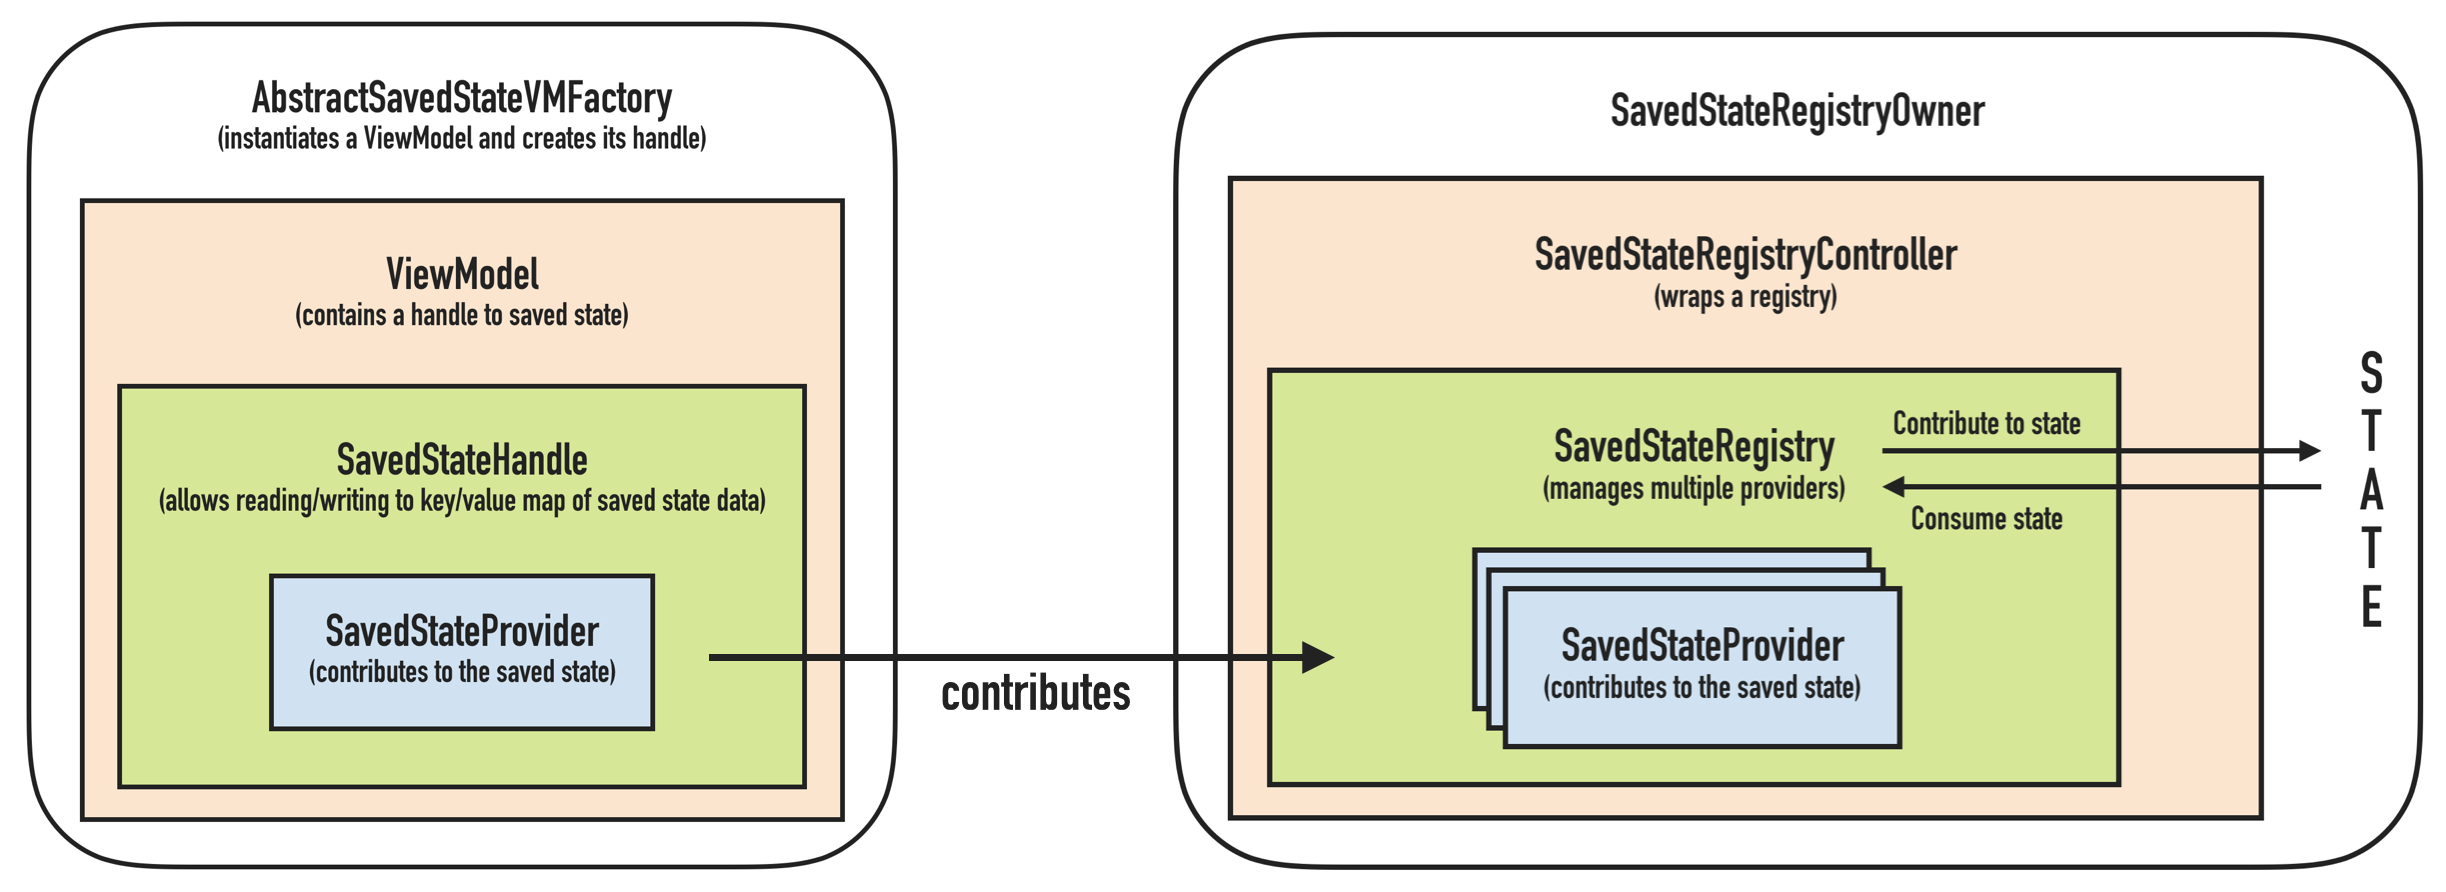 AbstractSavedStateVMFactory
(instantiates a ViewModel and creates its handle)
ViewModel
(contains a handle to saved state)
SavedStateHandle
(allows reading/writing to key/value map of saved state data)
SavedStateProvider
(contributes to the saved state)
contributes
SavedStateRegistryOwner
SavedStateRegistryController
(wraps a registry)
SavedStateRegistry
(manages multiple providers)
Contribute to state
Consume state
SavedStateProvider
(contributes to the saved state)
S
T
A
T
E